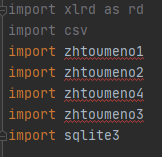 import xlrd as rd
import csv
import zhtoumeno1
import zhtoumeno2
import zhtoumeno4
import zhtoumeno3
import sqlite3